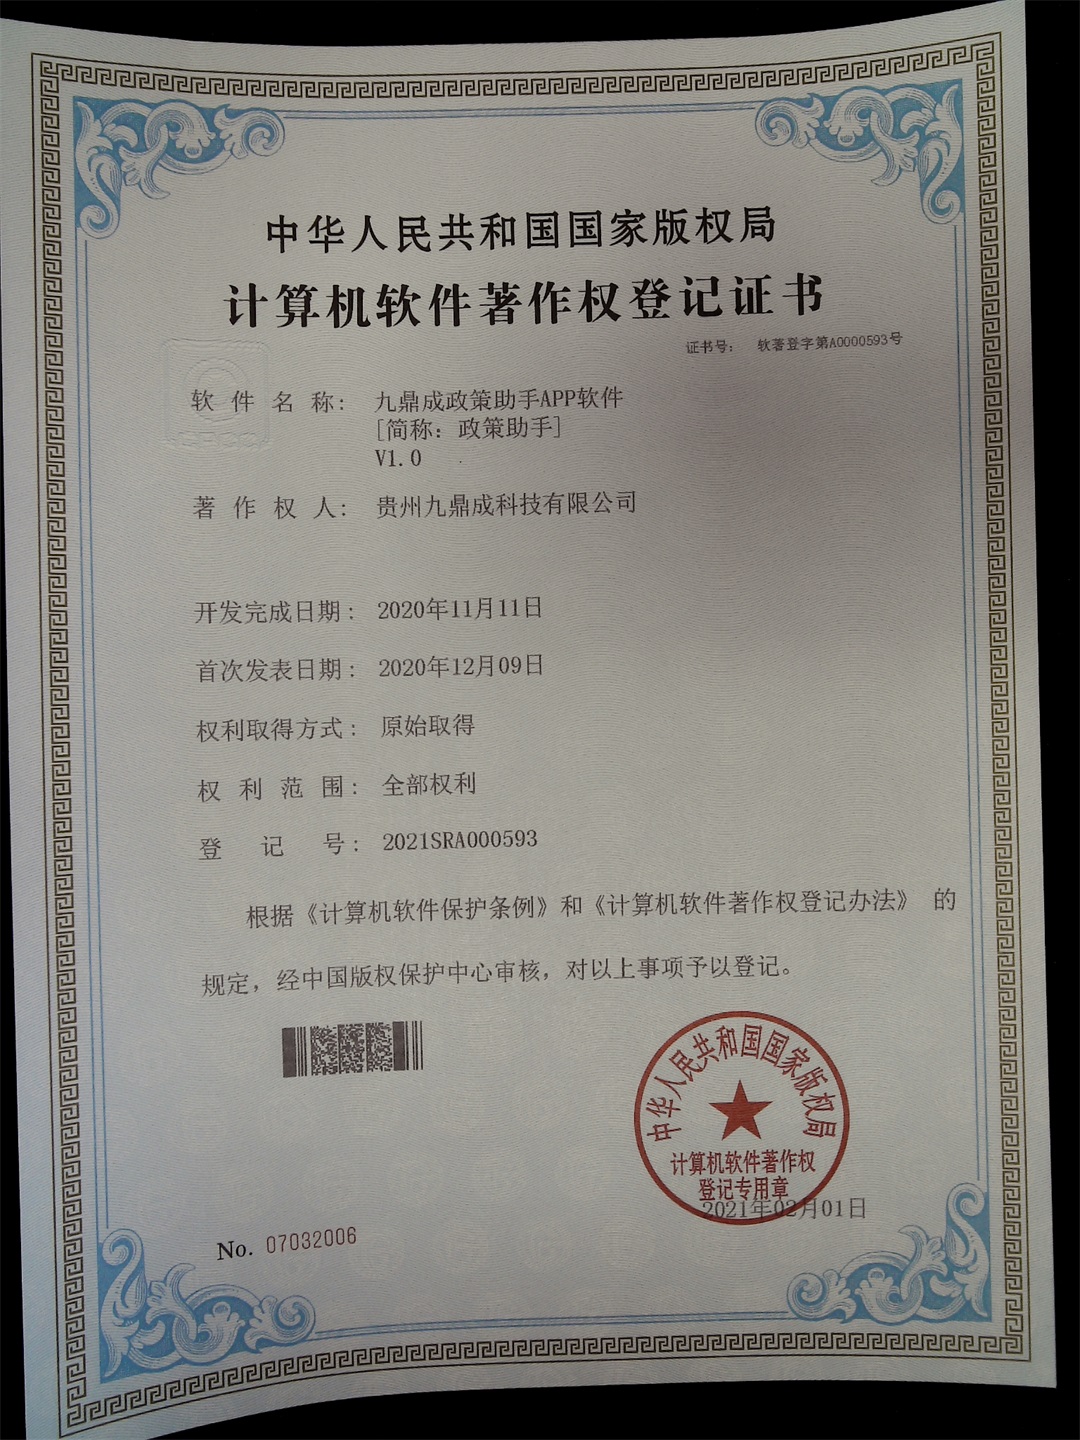 中华人民共和国国家版权局
计算机软件著作权登记证书
证书号： 软著登字第A0000593号
软件名称： 九鼎成政策助手APP软件
[简称：政策助手]
V1.0
著作权人： 贵州九鼎成科技有限公司
开发完成日期： 2020年11月11日
首次发表日期： 2020年12月09日
权利取得方式： 原始取得
权利范围： 全部权利
登记号： 2021SRA000593
根据《计算机软件保护条例》和《计算机软件著作权登记办法》的
规定，经中国版权保护中心审核，对以上事项予以登记。
中华人民共和国国家版权局
计算机软件著作权
登记专用章
2021年02月01日
No. 07032006